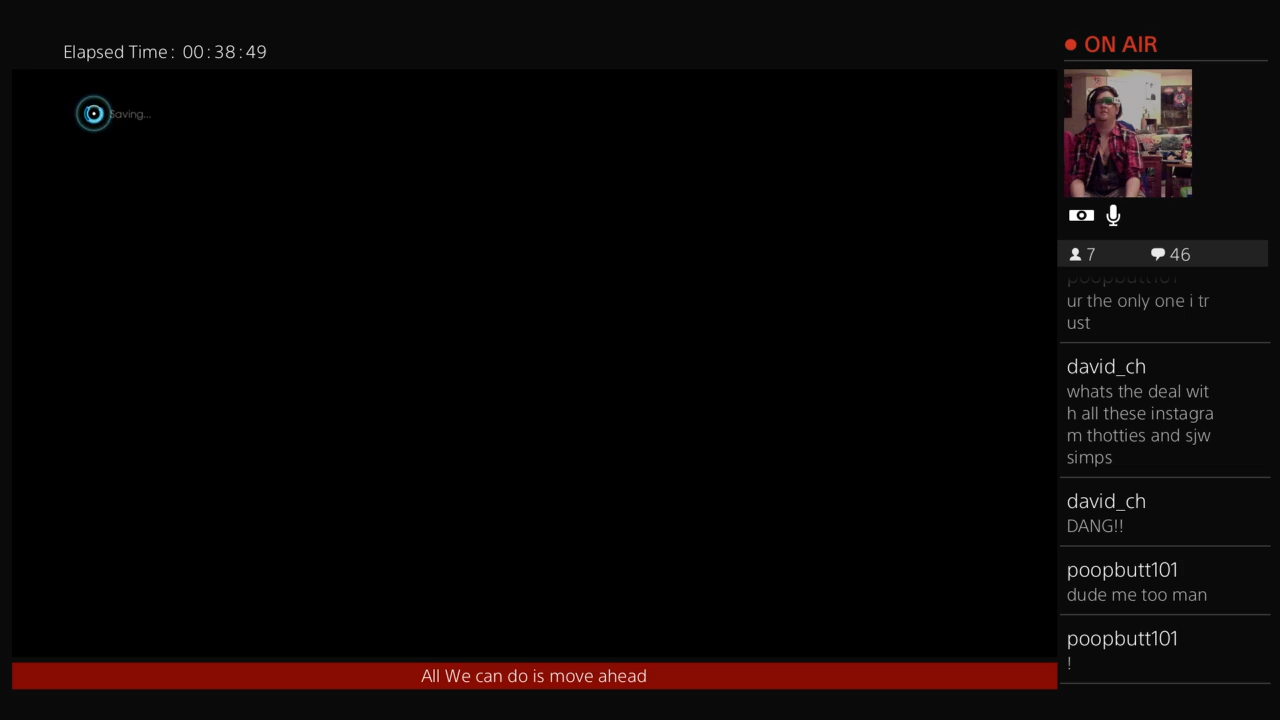 Elapsed Time: 00:38:49
ON AIR
Saving...
7 46
poopbutt101
ur the only one i tr
ust
david_ch
whats the deal wit
h all these instagra
m thotties and sjw
simps
david_ch
DANG!!
poopbutt101
dude me too man
poopbutt101
!
All We can do is move ahead